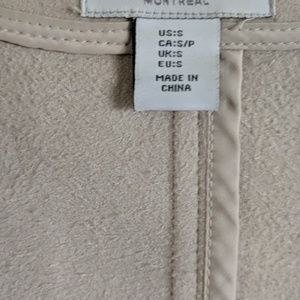 MONTREAL
US:S
CA:S/P
UK:S
EU:S
MADE IN
CHINA